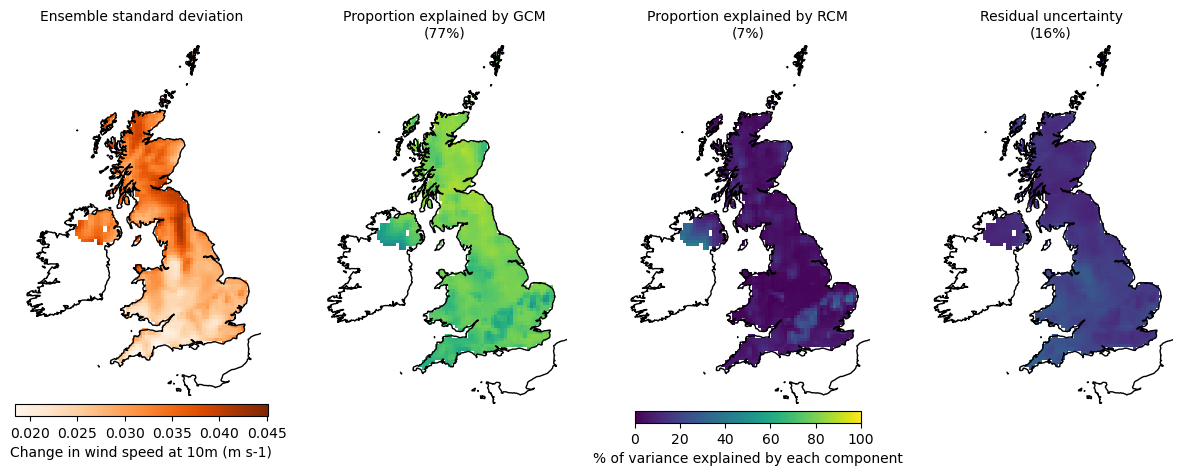 Ensemble standard deviation
Proportion explained by GCM
(77%)
Proportion explained by RCM
(7%)
Residual uncertainty
(16%)
0.020 0.025 0.030 0.035 0.040 0.045
Change in wind speed at 10m (m s-1)
0 20 40 60 80 100
% of variance explained by each component